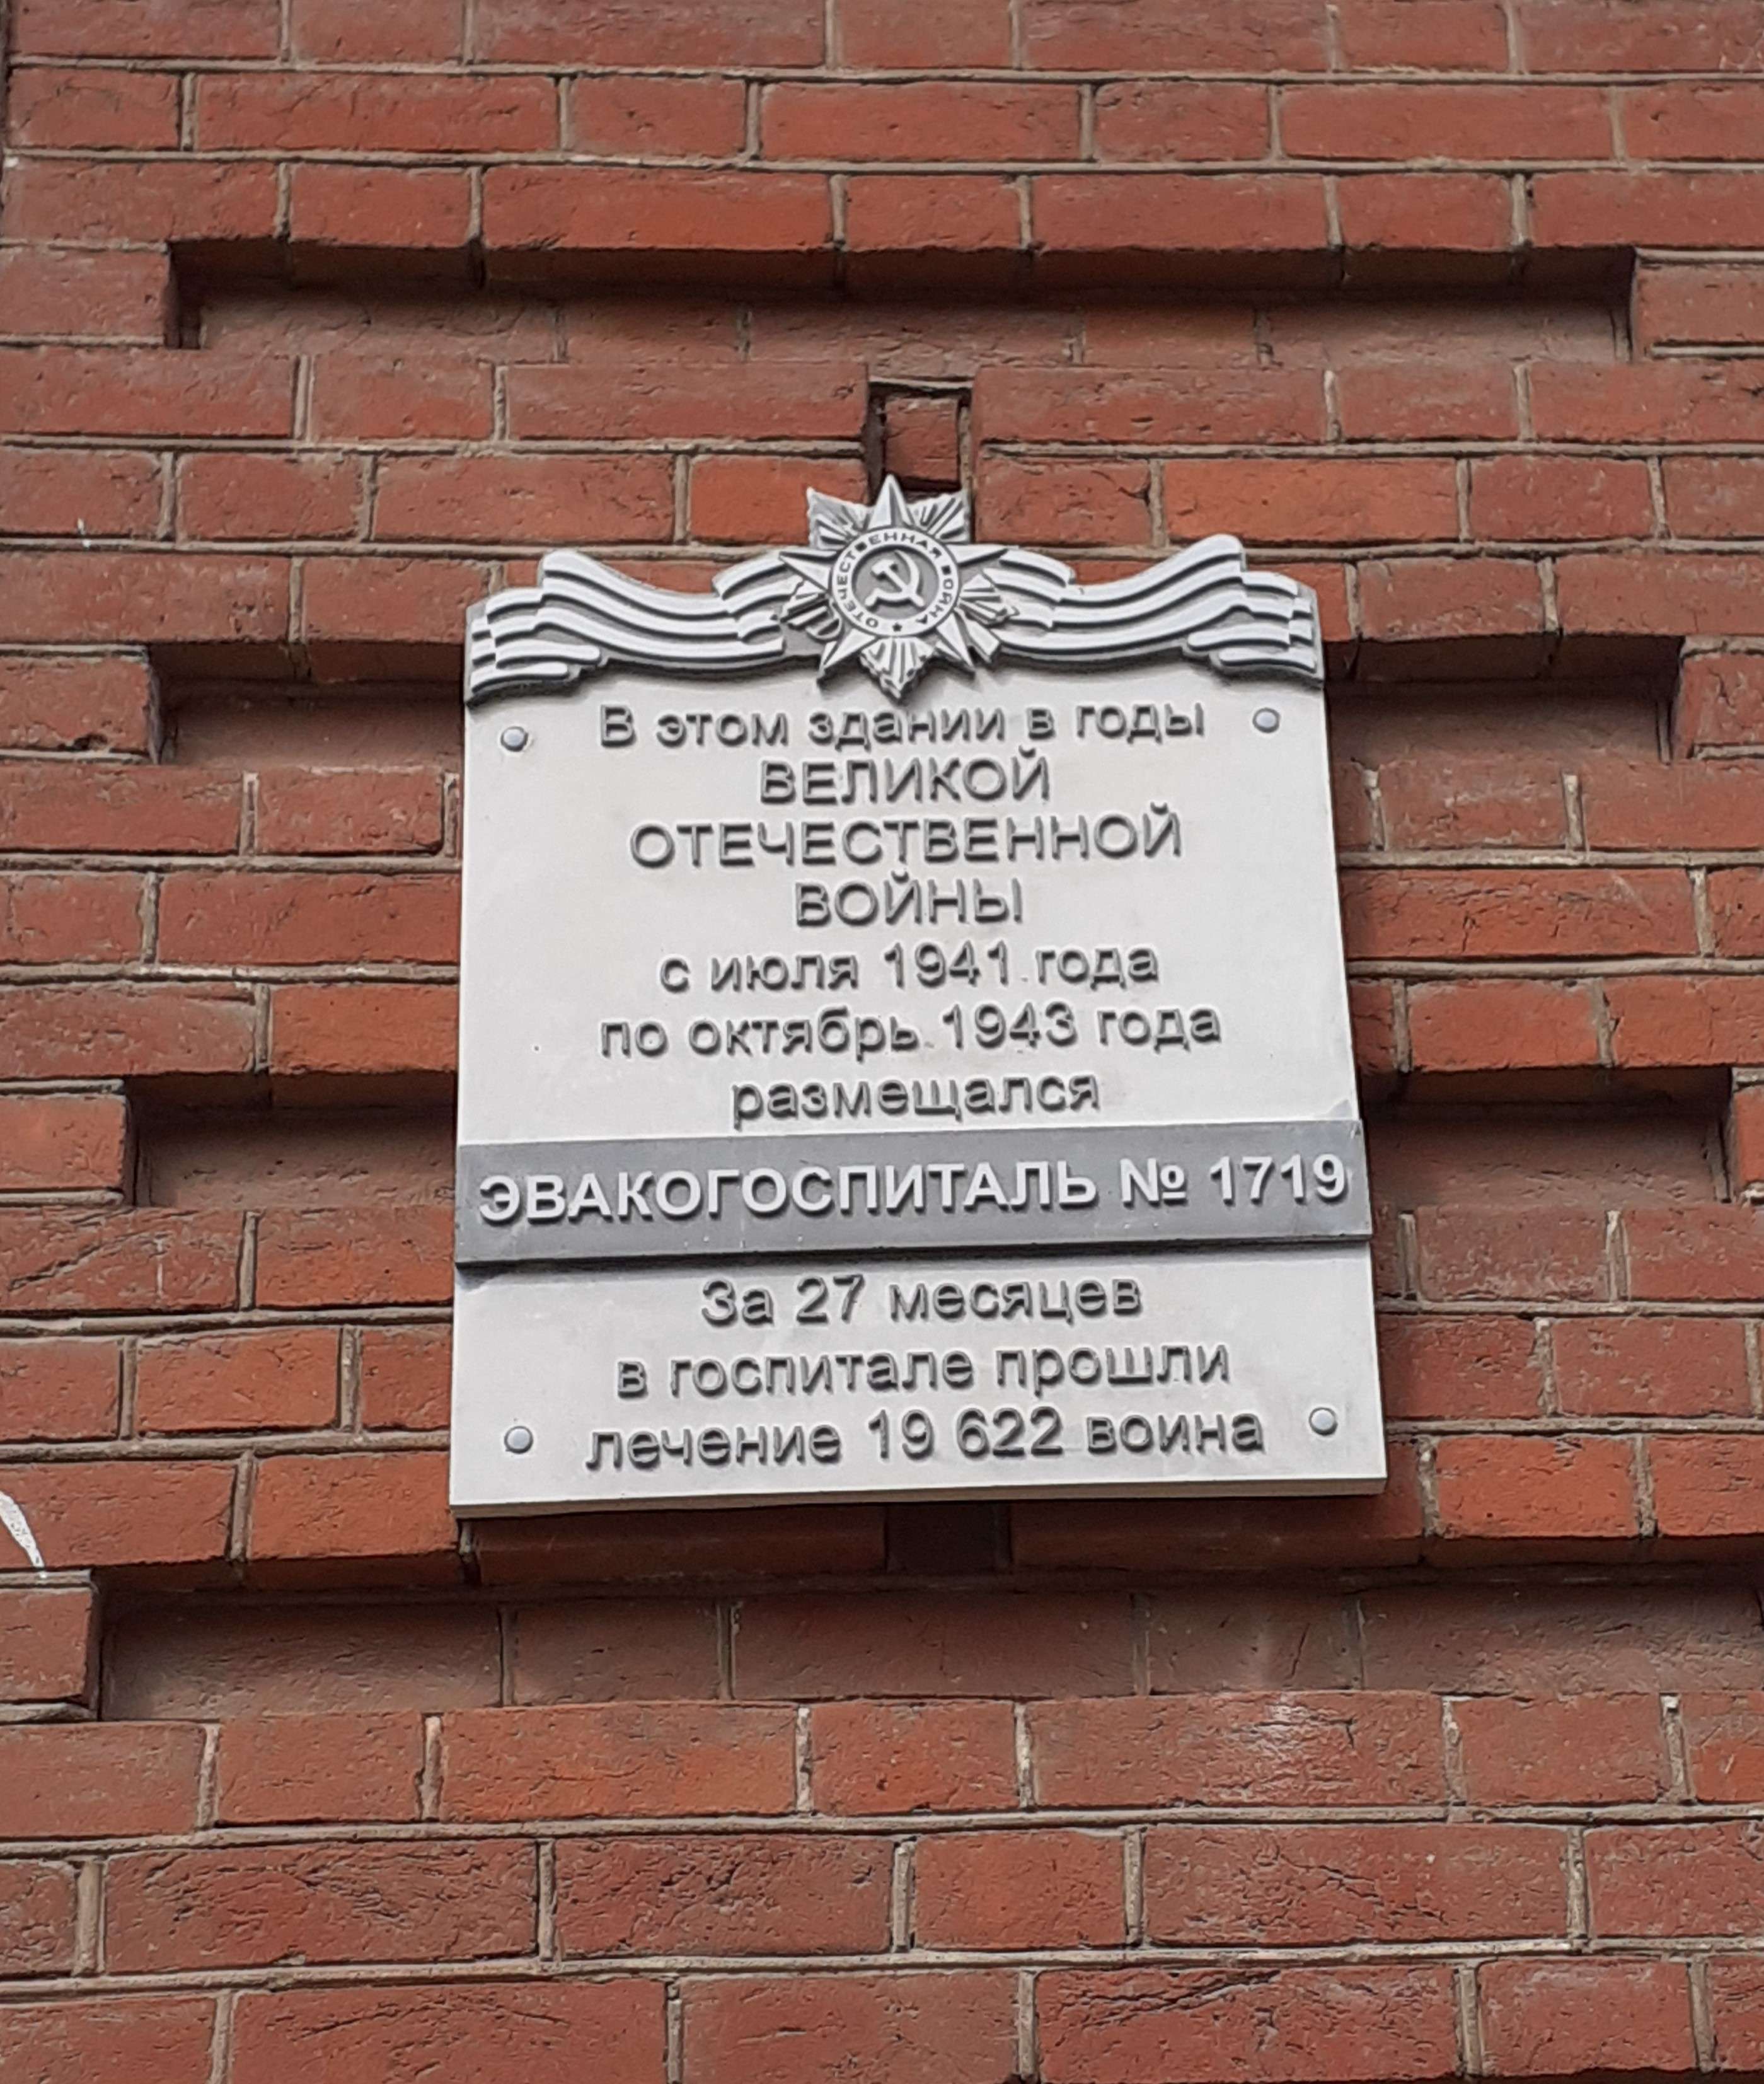 ОТЕЧЕСТВЕННАЯ ВОЙНА
В этом здании в годы
ВЕЛИКОЙ
ОТЕЧЕСТВЕННОЙ
ВОЙНЫ
с июля 1941 года
по октябрь 1943 года
размещался
ЭВАКОГОСПИТАЛЬ № 1719
За 27 месяцев
в госпитале прошли
лечение 19 622 воина